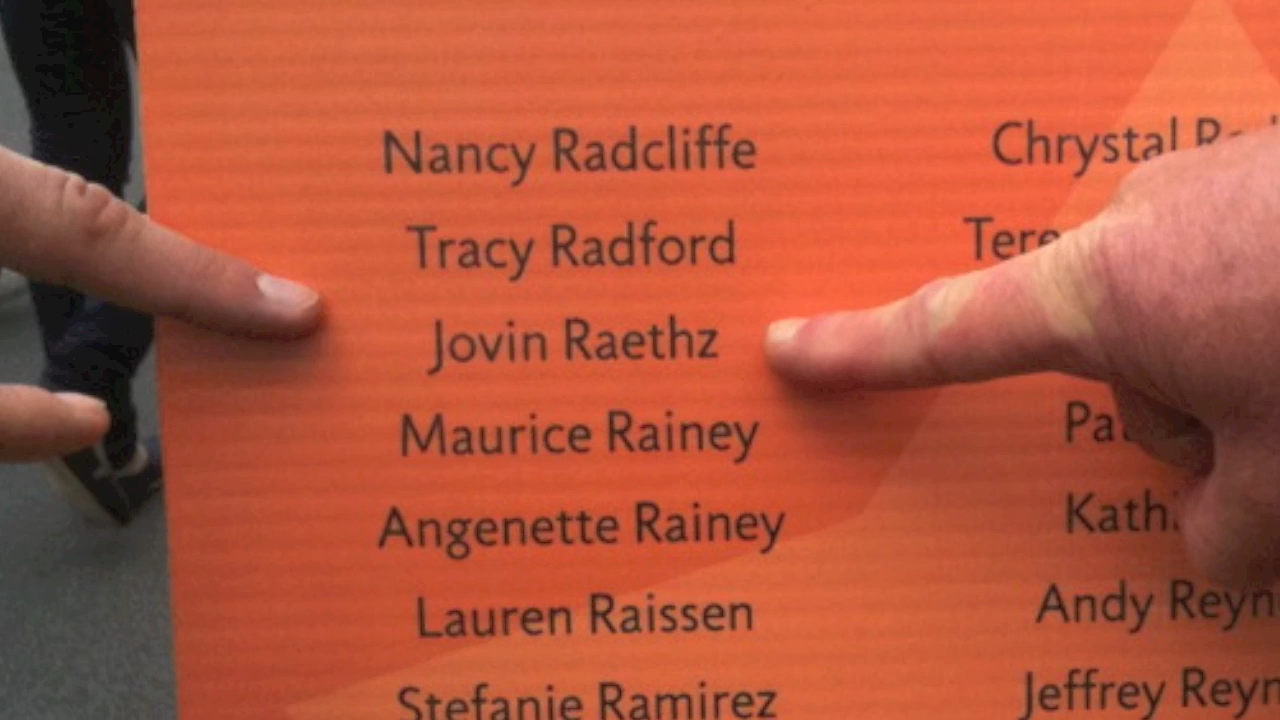 Nancy Radcliffe
Tracy Radford
Jovin Raethz
Maurice Rainey
Angenette Rainey
Lauren Raissen
Stefanie Ramirez
Chrystal
Andy
Jeffrey